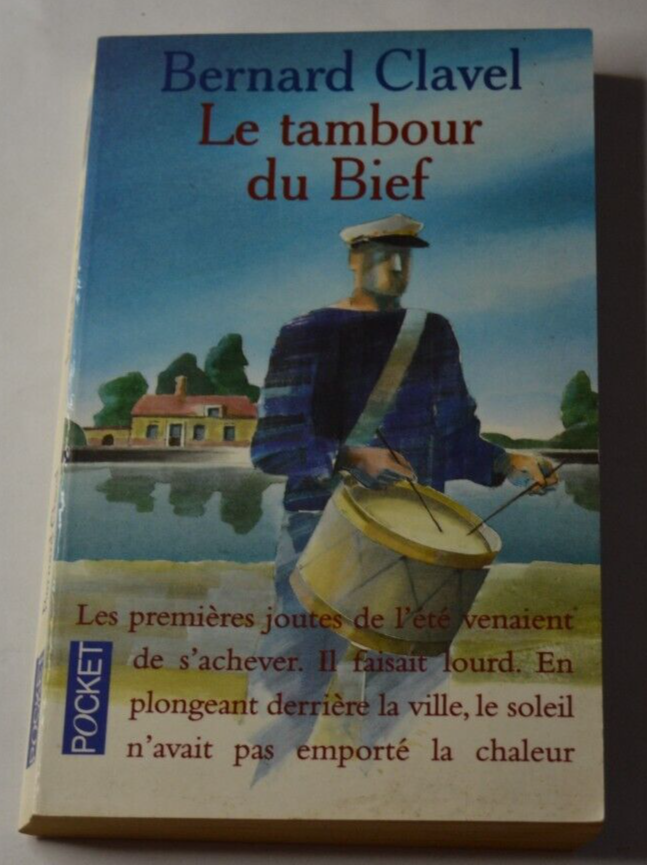 Bernard Clavel
Le tambour
du Bief
Les premières joutes de l'été venaient
de s'achever. Il faisait lourd. En
plongeant derrière la ville, le soleil
n'avait pas emporté la chaleur
POCKET